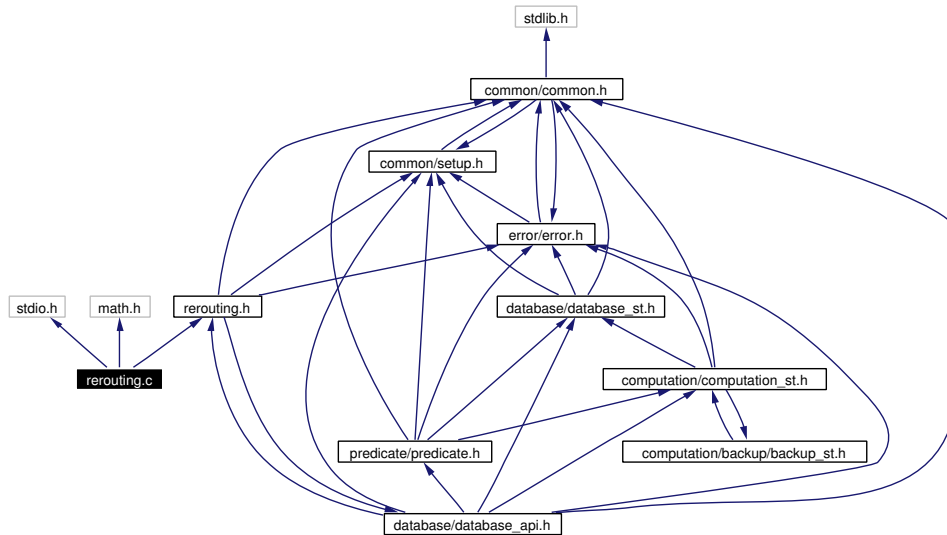 stdlib.h
common/common.h
common/setup.h
error/error.h
stdio.h
math.h
rerouting.h
database/database_st.h
rerouting.c
computation/computation_st.h
predicate/predicate.h
computation/backup/backup_st.h
database/database_api.h